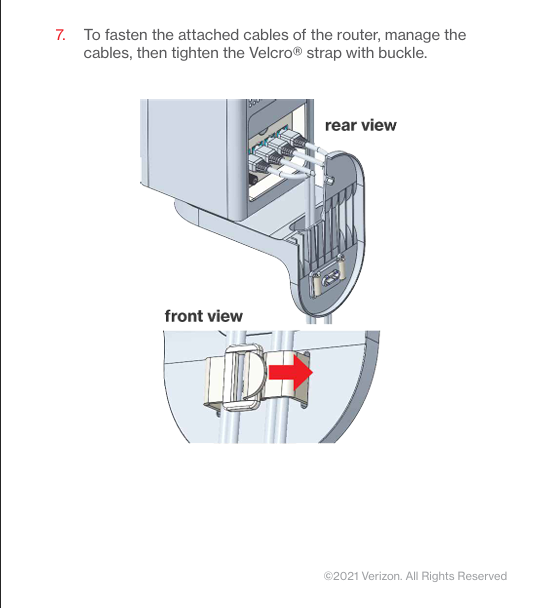 7. To fasten the attached cables of the router, manage the
cables, then tighten the Velcro® strap with buckle.
rear view
front view
©2021 Verizon. All Rights Reserved